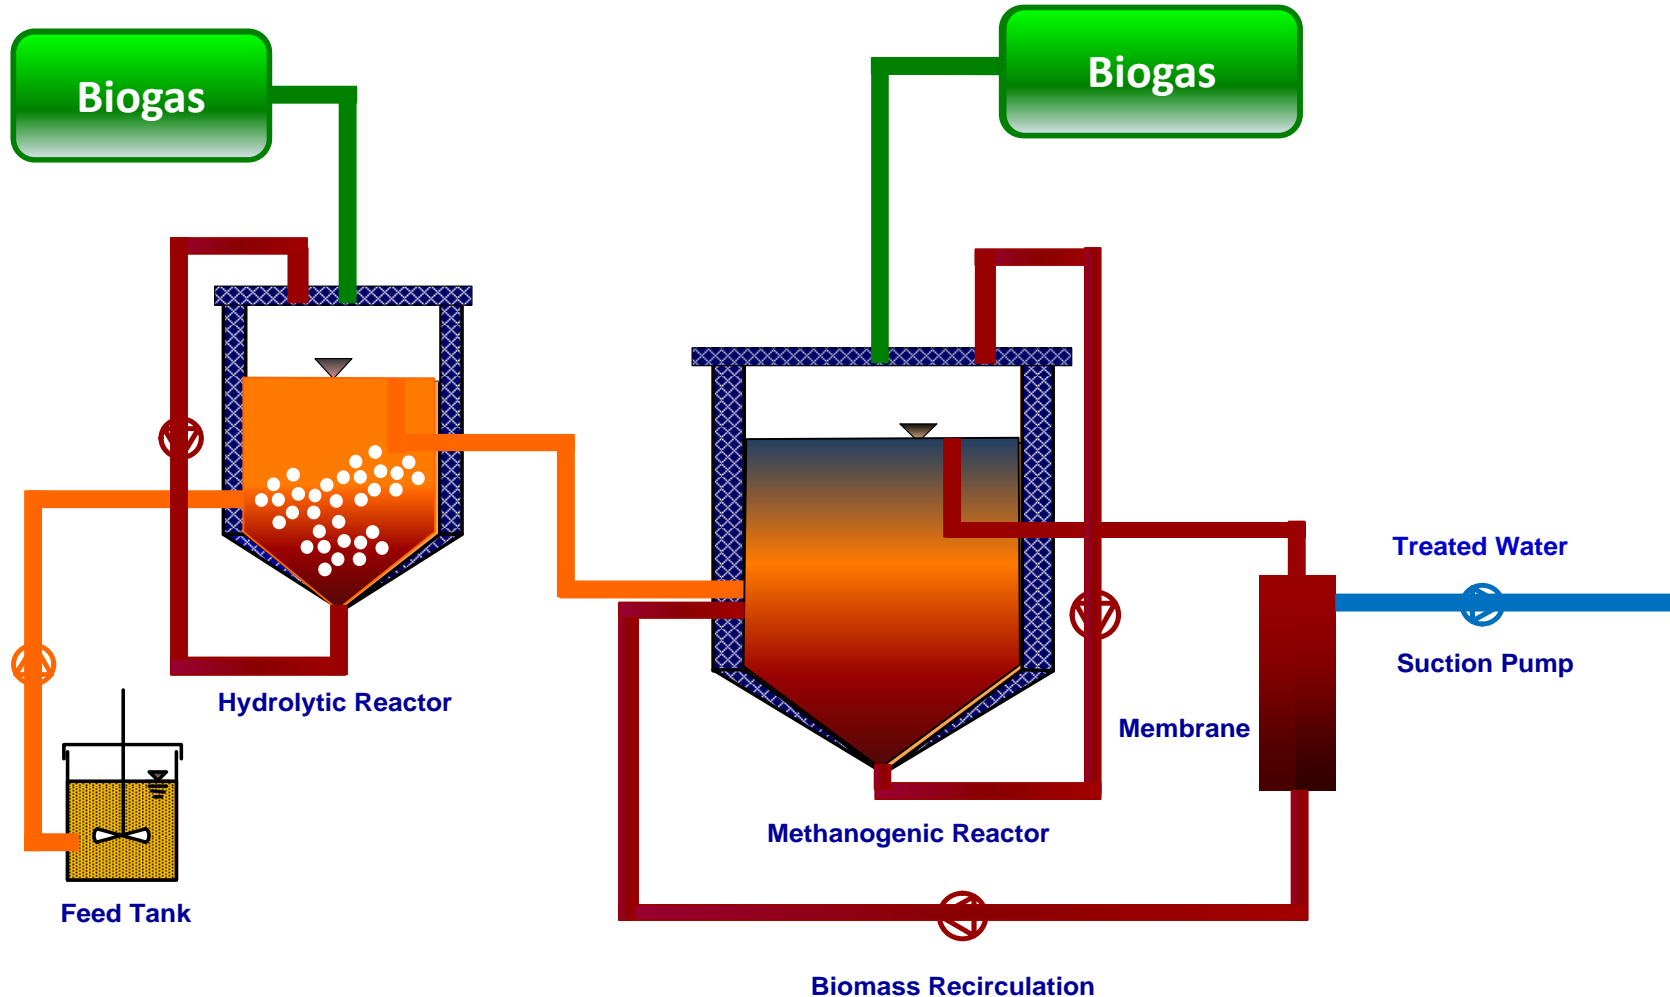 Biogas
Biogas
Treated Water
Suction Pump
Hydrolytic Reactor
Membrane
Methanogenic Reactor
Feed Tank
Biomass Recirculation